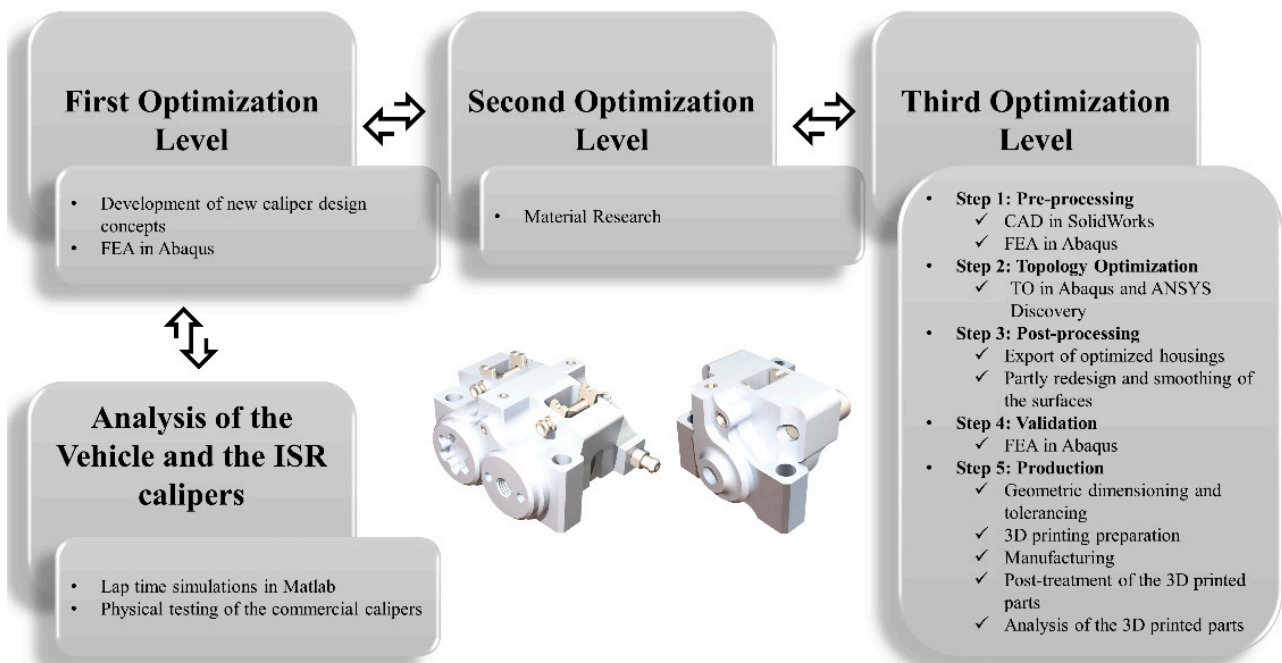 First Optimization
Level
• Development of new caliper design
concepts
• FEA in Abaqus
Second Optimization
Level
• Material Research
Third Optimization
Level
• Step 1: Pre-processing
✓ CAD in SolidWorks
✓ FEA in Abaqus
• Step 2: Topology Optimization
✓ TO in Abaqus and ANSYS
Discovery
• Step 3: Post-processing
✓ Export of optimized housings
✓ Partly redesign and smoothing of
the surfaces
• Step 4: Validation
✓ FEA in Abaqus
• Step 5: Production
✓ Geometric dimensioning and
tolerancing
✓ 3D printing preparation
✓ Manufacturing
✓ Post-treatment of the 3D printed
parts
✓ Analysis of the 3D printed parts
Analysis of the
Vehicle and the ISR
calipers
• Lap time simulations in Matlab
• Physical testing of the commercial calipers